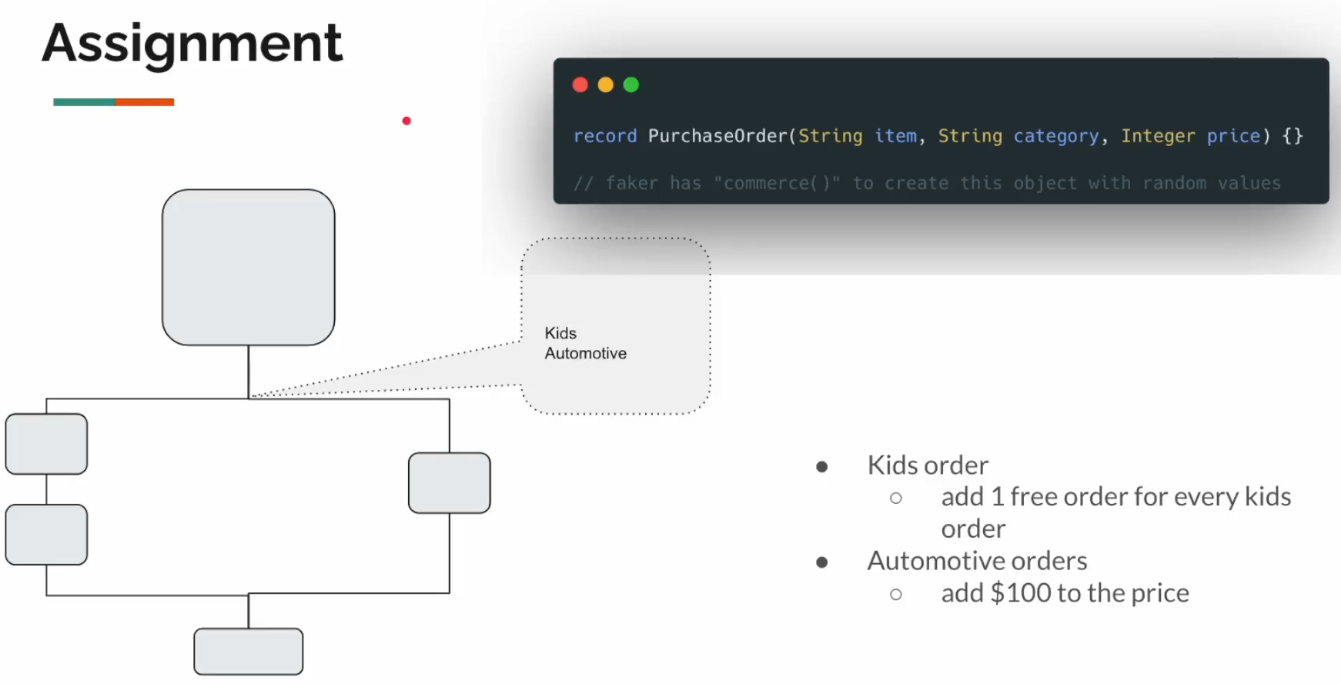 Assignment
record PurchaseOrder(String item, String category, Integer price) {}
// faker has "commerce()" to create this object with random values
Kids
Automotive
● Kids order
○ add 1 free order for every kids
order
● Automotive orders
○ add $100 to the price